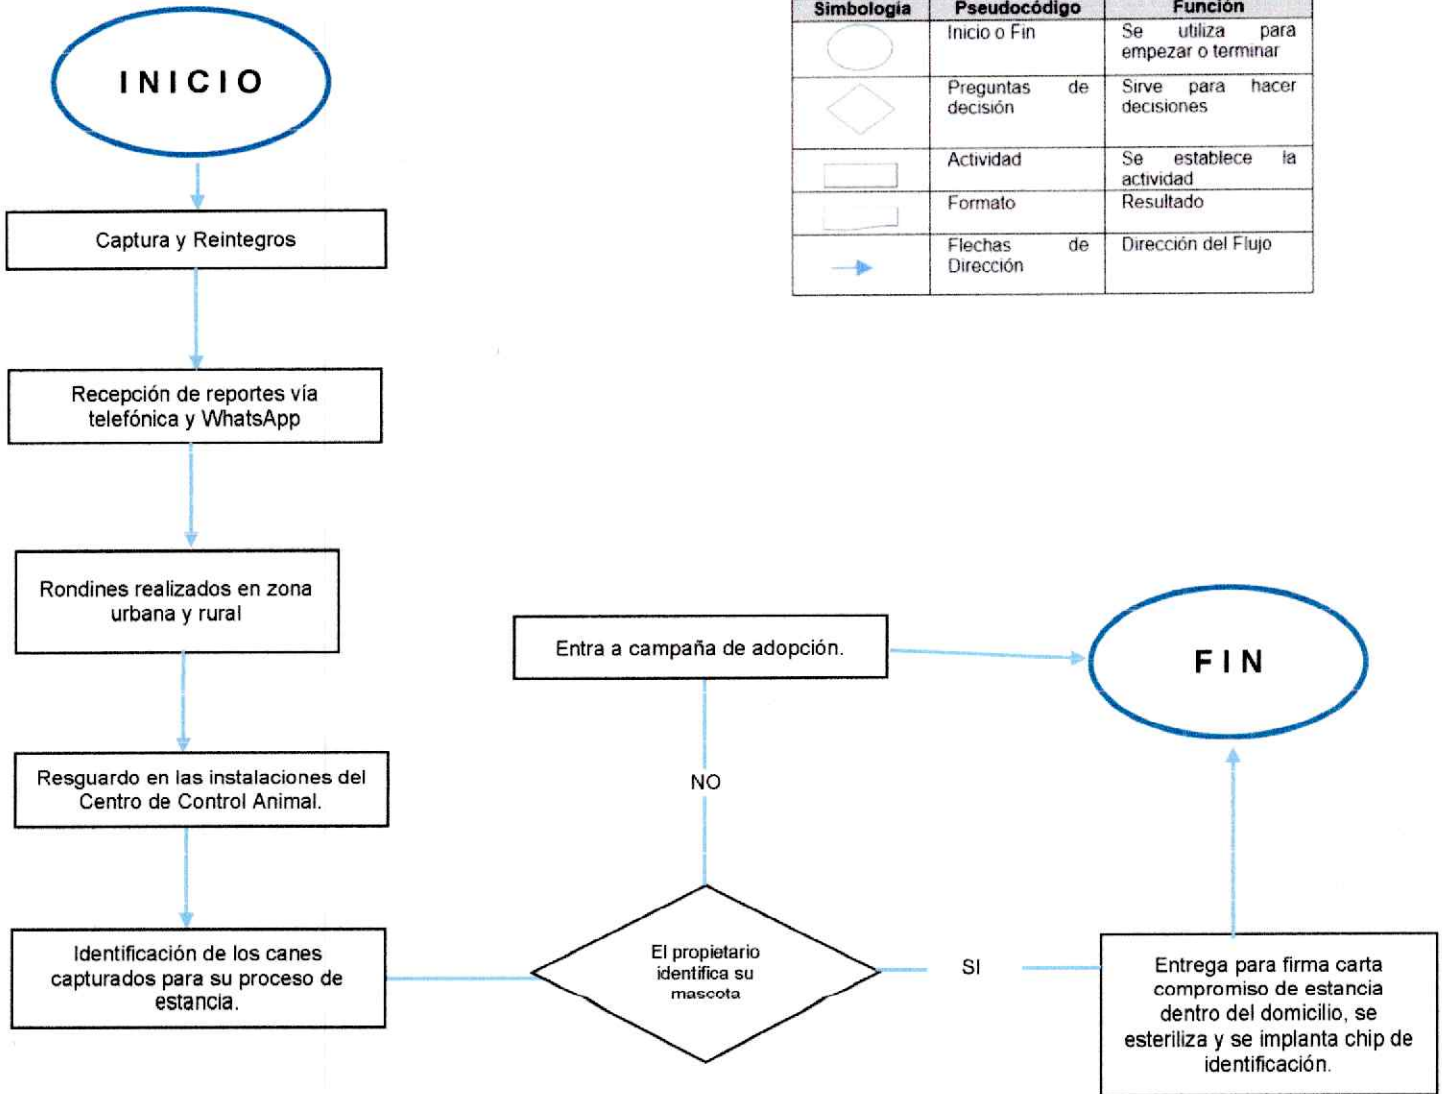 Simbología Pseudocódigo Función
Inicio o Fin Se utiliza para
empezar o terminar
Preguntas de Sirve para hacer
decisión decisiones
Actividad Se establece la
actividad
Formato Resultado
Flechas de Dirección del Flujo
Dirección
INICIO
Captura y Reintegros
Recepción de reportes vía
telefónica y WhatsApp
Rondines realizados en zona
urbana y rural
Resguardo en las instalaciones del
Centro de Control Animal.
Identificación de los canes
capturados para su proceso de
estancia.
El propietario
identifica su
mascota
NO
Entra a campaña de adopción.
SI
Entrega para firma carta
compromiso de estancia
dentro del domicilio, se
esteriliza y se implanta chip de
identificación.
FIN